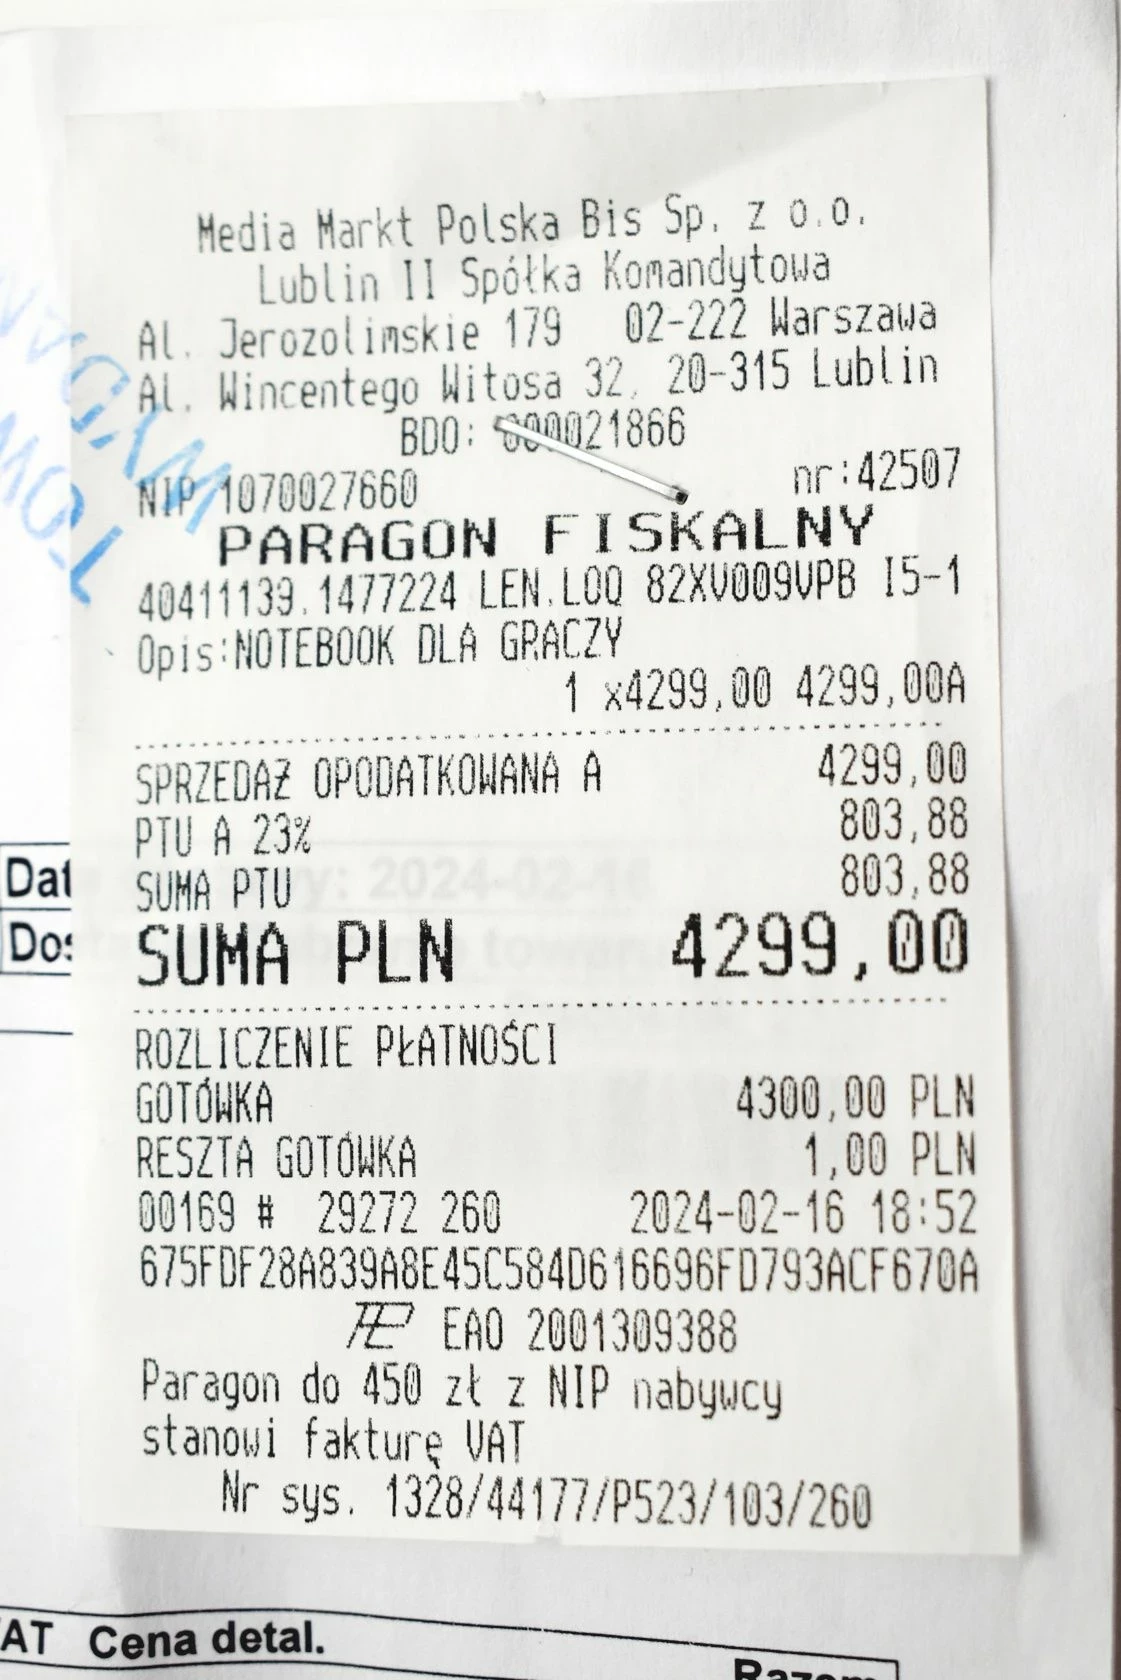 Media Markt Polska Bis Sp. z o.o.
Lublin II Spółka Komandytowa
Al. Jerozolimskie 179 02-222 Warszawa
Al. Wincentego Witosa 32, 20-315 Lublin
BDO: 000021866
NIP 1070027660 nr:42507
PARAGON FISKALNY
40411139.1477224 LEN.LOQ 82XV009VPB I5-1
Opis:NOTEBOOK DLA GRACZY
1 x4299,00 4299,00A
SPRZEDAŻ OPODATKOWANA A 4299,00
PTU A 23% 803,88
SUMA PTU 803,88
SUMA PLN 4299,00
ROZLICZENIE PŁATNOŚCI
GOTÓWKA 4300,00 PLN
RESZTA GOTÓWKA 1,00 PLN
00169 # 29272 260 2024-02-16 18:52
675FDF28A839A8E45C584D616696FD793ACF670A
EAO 2001309388
Paragon do 450 zł z NIP nabywcy
stanowi fakturę VAT
Nr sys. 1328/44177/P523/103/260
Cena detal.